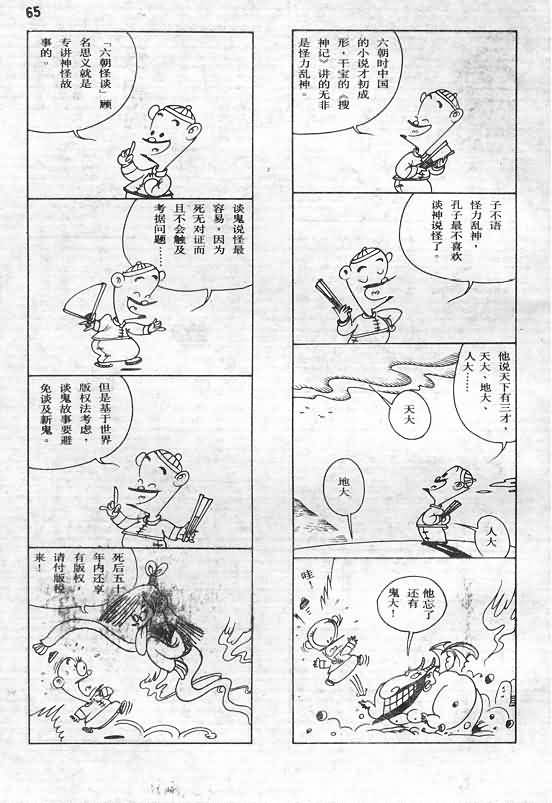 65
六朝时中国
的小说才初成
形，干宝的《搜
神记》讲的无非
是怪力乱神。
子不语
怪力乱神，
孔子最不喜欢
谈神说怪了。
他说天下有三才，
天大、地大、
人大……
天大
地大
人大
他忘了
还有
鬼大！
哇！
「六朝怪谈」顾
名思义就是
专讲神怪故
事的。
谈鬼说怪最
容易，因为
死无对证而
且不会触及
考据问题……
但是基于世界
版权法考虑，
谈鬼故事要避
免谈及新鬼。
死后五十
年内还享
有版权，
请付版税
来！